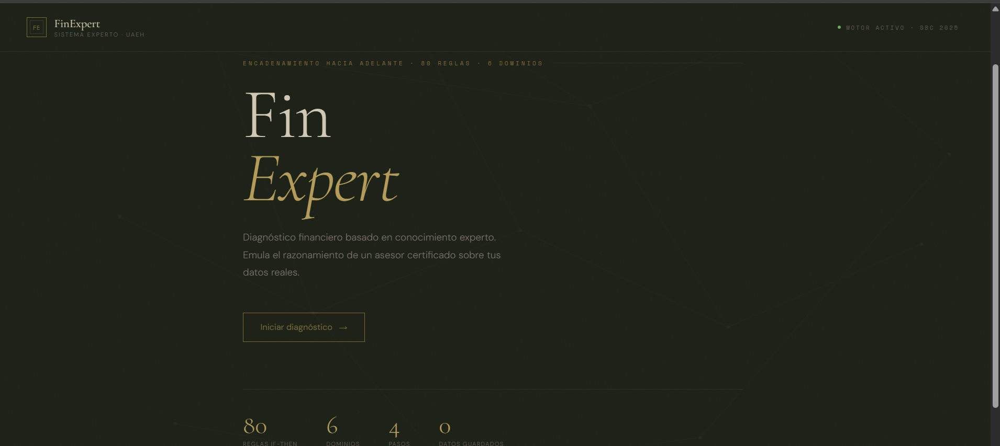 FE
FinExpert
SISTEMA EXPERTO · UAEH
MOTOR ACTIVO · SBC 2025
ENCADENAMIENTO HACIA ADELANTE · 80 REGLAS · 6 DOMINIOS
Fin
Expert
Diagnóstico financiero basado en conocimiento experto.
Emula el razonamiento de un asesor certificado sobre tus
datos reales.
Iniciar diagnóstico →
80 6 4 0
REGLAS IF-THEN DOMINIOS PASOS DATOS GUARDADOS